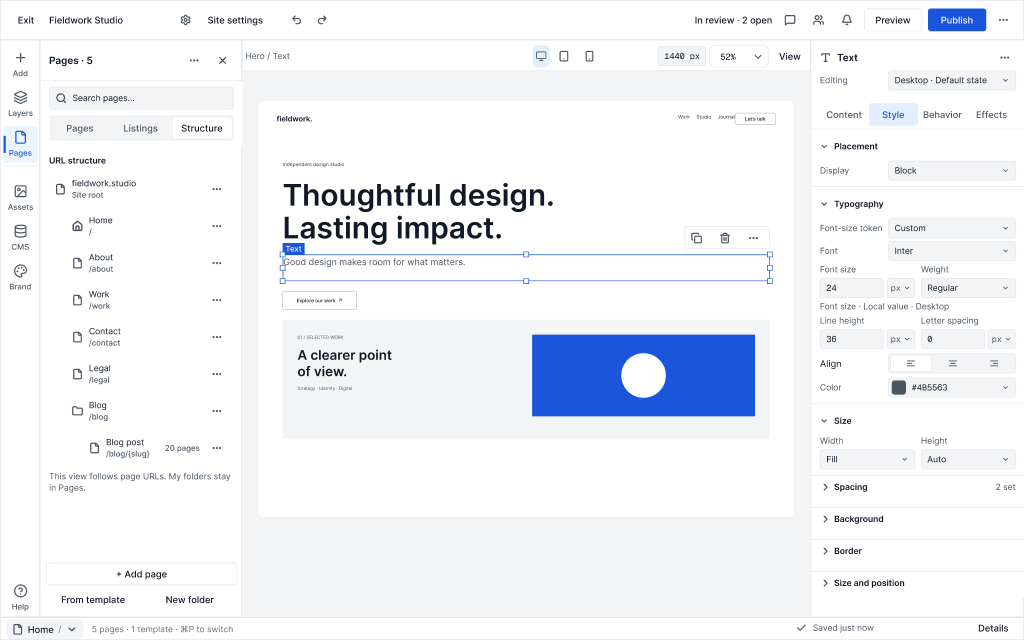 Exit
Fieldwork Studio
Site settings
In review · 2 open
Preview
Publish
Add
Layers
Pages
Assets
CMS
Brand
Help
Pages · 5
Search pages...
Pages
Listings
Structure
URL structure
fieldwork.studio
Site root
Home
/
About
/about
Work
/work
Contact
/contact
Legal
/legal
Blog
/blog
Blog post
/blog/{slug}
20 pages
This view follows page URLs. My folders stay
in Pages.
+ Add page
From template
New folder
Hero / Text
1440 px
52%
View
fieldwork.
Work
Studio
Journal
Let's talk
Independent design studio
Thoughtful design.
Lasting impact.
Text
Good design makes room for what matters.
Explore our work ↗
01 / SELECTED WORK
A clearer point
of view.
Strategy · Identity · Digital
Text
Editing
Desktop · Default state
Content
Style
Behavior
Effects
Placement
Display
Block
Typography
Font-size token
Custom
Font
Inter
Font size
Weight
24
px
Regular
Font size · Local value · Desktop
Line height
Letter spacing
36
px
0
px
Align
Color
#4B5563
Size
Width
Height
Fill
Auto
Spacing
2 set
Background
Border
Size and position
Home /
5 pages · 1 template · ⌘P to switch
Saved just now
Details